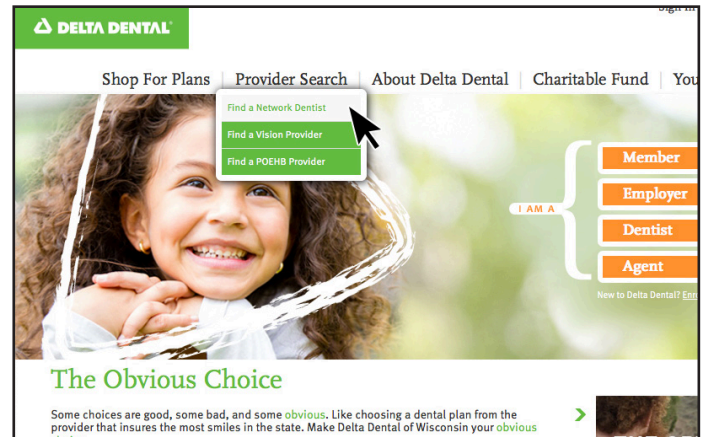 DELTA DENTAL®
Shop For Plans | Provider Search | About Delta Dental | Charitable Fund |
Find a Network Dentist
Find a Vision Provider
Find a POEHB Provider
I AM A
Member
Employer
Dentist
Agent
New to Delta Dental?
The Obvious Choice
Some choices are good, some bad, and some obvious. Like choosing a dental plan from the
provider that insures the most smiles in the state. Make Delta Dental of Wisconsin your obvious